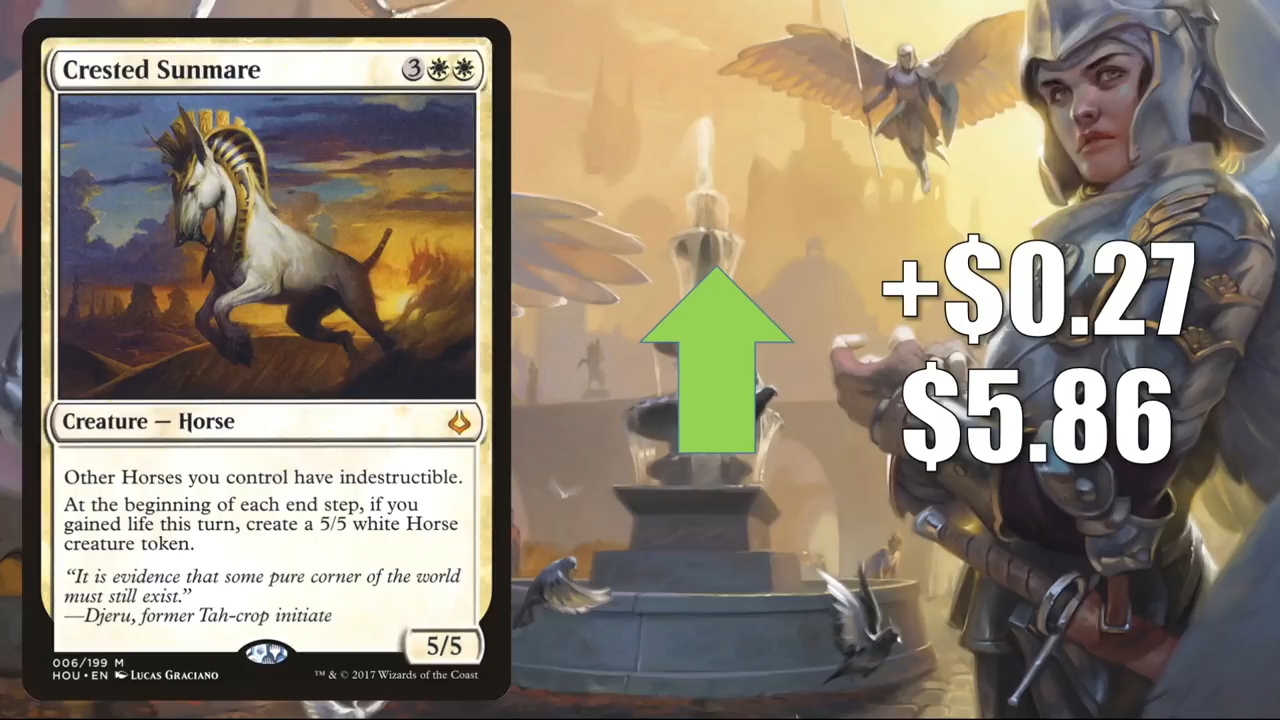 Crested Sunmare 3
Creature — Horse
Other Horses you control have indestructible.
At the beginning of each end step, if you
gained life this turn, create a 5/5 white Horse
creature token.
“It is evidence that some pure corner of the world
must still exist.”
—Djeru, former Tah-crop initiate
5/5
006/199 M
HOU • EN Lucas Graciano
™ & © 2017 Wizards of the Coast
+$0.27
$5.86